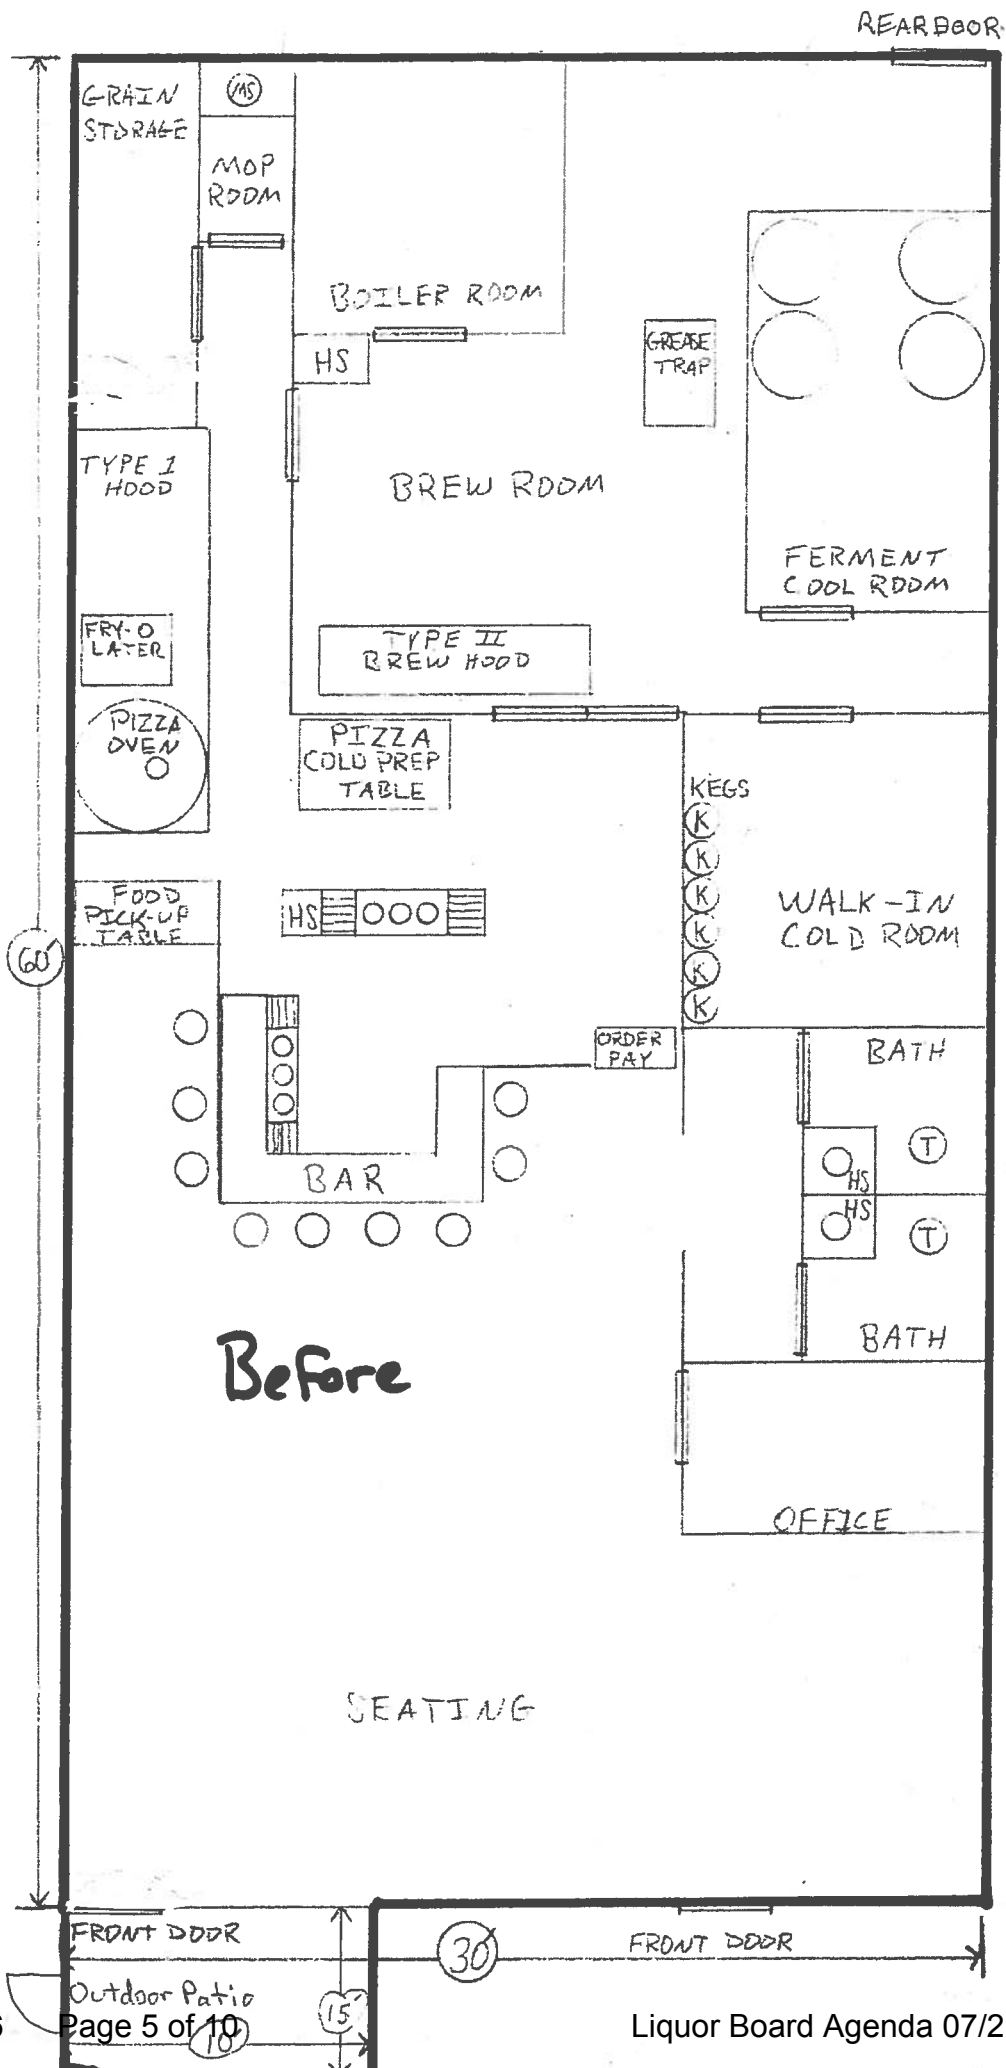 REAR DOOR
GRAIN
STORAGE
MS
MOP
ROOM
BOILER ROOM
HS
GREASE
TRAP
TYPE I
HOOD
BREW ROOM
FERMENT
COOL ROOM
FRY-O
LATER
TYPE II
BREW HOOD
PIZZA
OVEN
PIZZA
COLD PREP
TABLE
KEGS
K
K
K
K
K
K
FOOD
PICK-UP
TABLE
HS
WALK-IN
COLD ROOM
60'
ORDER
PAY
BATH
T
HS
HS
T
BAR
BATH
Before
OFFICE
SEATING
FRONT DOOR
30'
FRONT DOOR
Outdoor Patio
15'
Page 5 of 10
Liquor Board Agenda 07/2